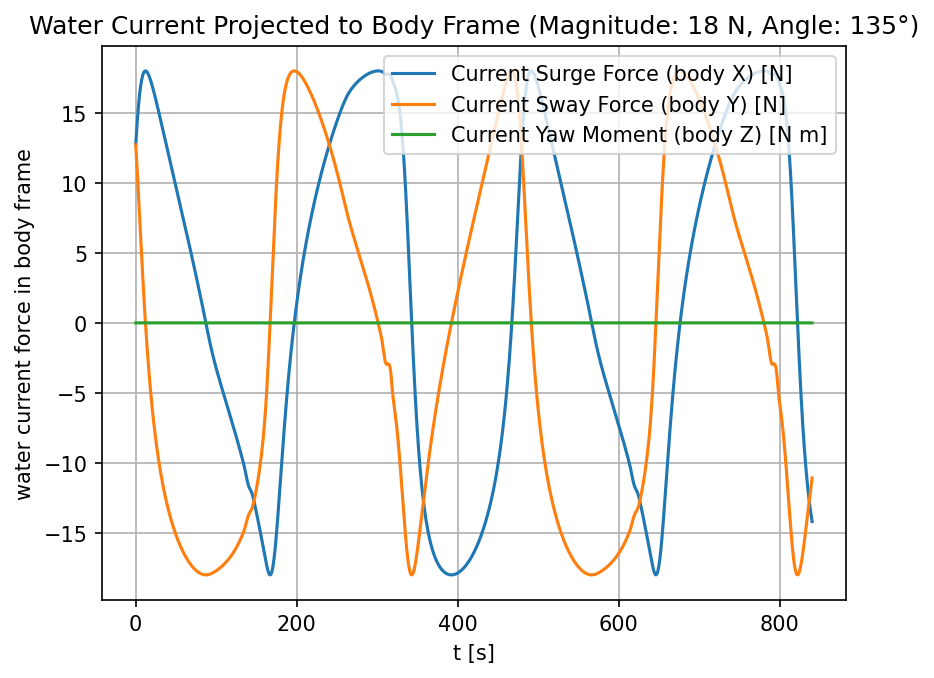 Water Current Projected to Body Frame (Magnitude: 18 N, Angle: 135°)
Current Surge Force (body X) [N]
Current Sway Force (body Y) [N]
Current Yaw Moment (body Z) [N m]
water current force in body frame
15
10
5
0
−5
−10
−15
0 200 400 600 800
t [s]